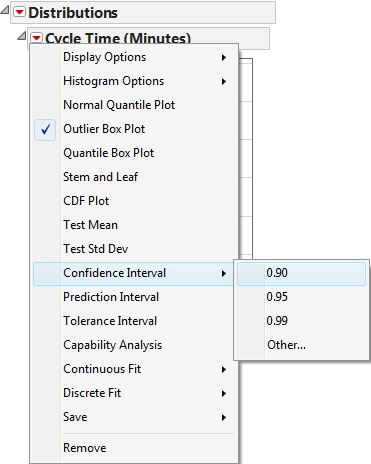 Distributions
Cycle Time (Minutes)
Display Options
Histogram Options
Normal Quantile Plot
Outlier Box Plot
Quantile Box Plot
Stem and Leaf
CDF Plot
Test Mean
Test Std Dev
Confidence Interval
0.90
Prediction Interval
0.95
Tolerance Interval
0.99
Capability Analysis
Other...
Continuous Fit
Discrete Fit
Save
Remove